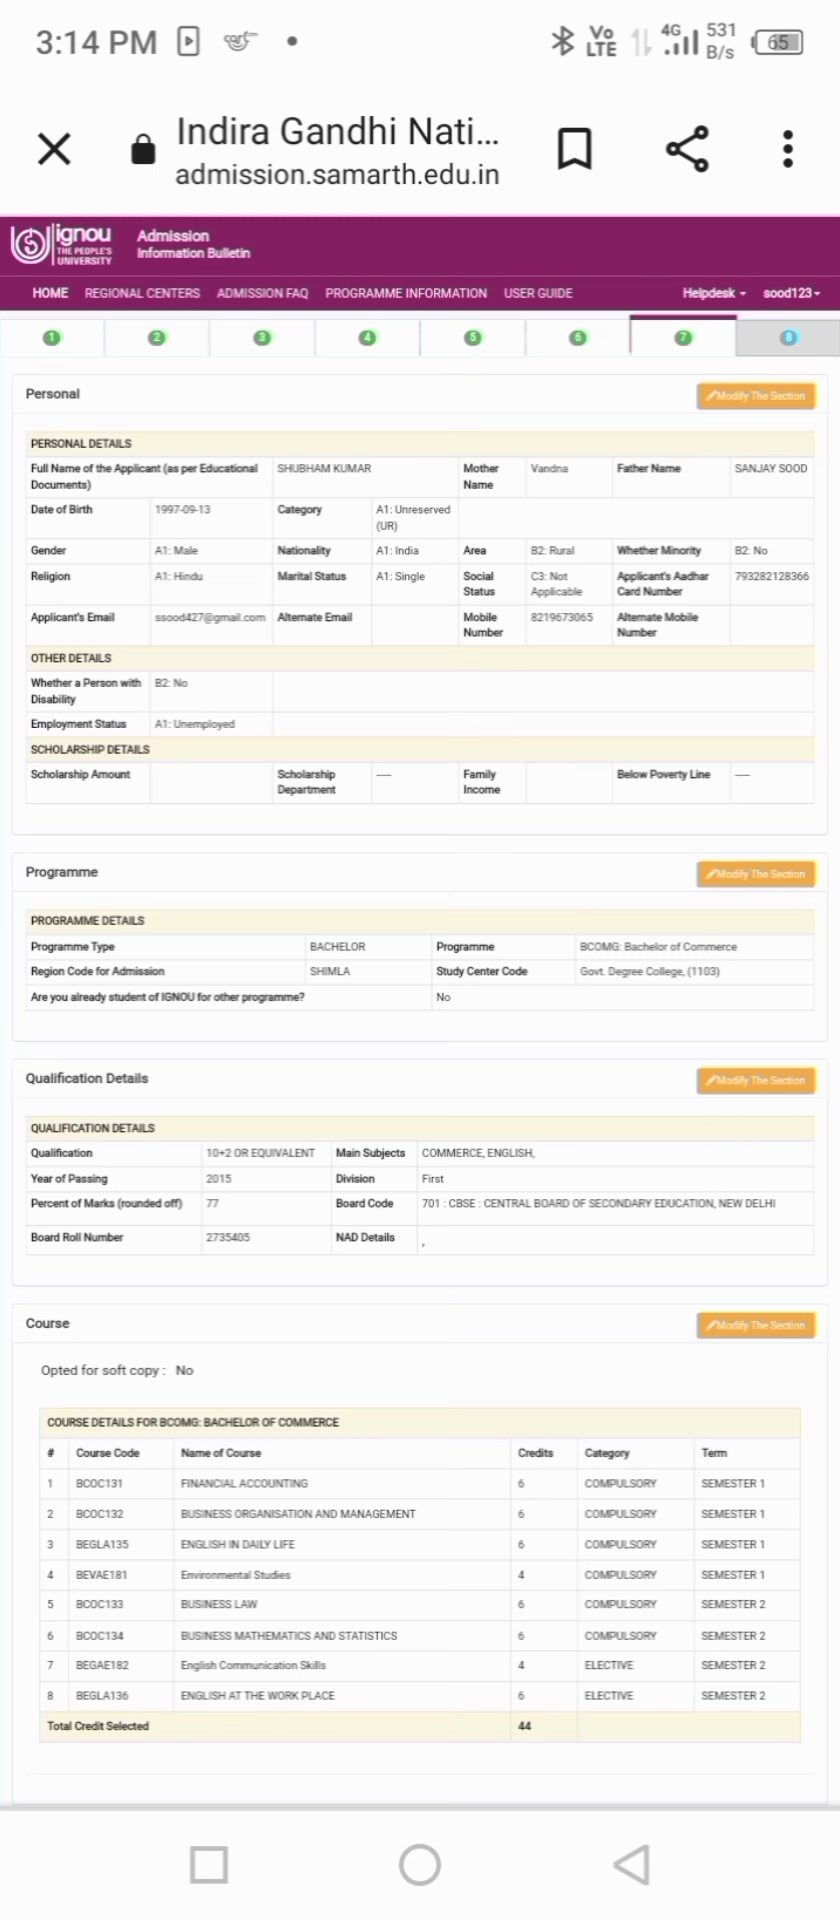 3:14 PM
Vo LTE 4G 531 B/s 65
Indira Gandhi Nati...
admission.samarth.edu.in
ignou THE PEOPLE'S UNIVERSITY
Admission
Information Bulletin
HOME REGIONAL CENTERS ADMISSION FAQ PROGRAMME INFORMATION USER GUIDE Helpdesk sood123
1 2 3 4 5 6 7 8
Personal Modify The Section
PERSONAL DETAILS
Full Name of the Applicant (as per Educational Documents) SHUBHAM KUMAR Mother Name Vandna Father Name SANJAY SOOD
Date of Birth 1997-09-13 Category A1: Unreserved (UR)
Gender A1: Male Nationality A1: India Area B2: Rural Whether Minority B2: No
Religion A1: Hindu Marital Status A1: Single Social Status C3: Not Applicable Applicant's Aadhar Card Number 793282128366
Applicant's Email ssood427@gmail.com Alternate Email Mobile Number 8219673065 Alternate Mobile Number
OTHER DETAILS
Whether a Person with Disability B2: No
Employment Status A1: Unemployed
SCHOLARSHIP DETAILS
Scholarship Amount Scholarship Department ---- Family Income Below Poverty Line ----
Programme Modify The Section
PROGRAMME DETAILS
Programme Type BACHELOR Programme BCOMG: Bachelor of Commerce
Region Code for Admission SHIMLA Study Center Code Govt. Degree College, (1103)
Are you already student of IGNOU for other programme? No
Qualification Details Modify The Section
QUALIFICATION DETAILS
Qualification 10+2 OR EQUIVALENT Main Subjects COMMERCE, ENGLISH,
Year of Passing 2015 Division First
Percent of Marks (rounded off) 77 Board Code 701 : CBSE : CENTRAL BOARD OF SECONDARY EDUCATION, NEW DELHI
Board Roll Number 2735405 NAD Details ,
Course Modify The Section
Opted for soft copy : No
COURSE DETAILS FOR BCOMG: BACHELOR OF COMMERCE
# Course Code Name of Course Credits Category Term
1 BCOC131 FINANCIAL ACCOUNTING 6 COMPULSORY SEMESTER 1
2 BCOC132 BUSINESS ORGANISATION AND MANAGEMENT 6 COMPULSORY SEMESTER 1
3 BEGLA135 ENGLISH IN DAILY LIFE 6 COMPULSORY SEMESTER 1
4 BEVAE181 Environmental Studies 4 COMPULSORY SEMESTER 1
5 BCOC133 BUSINESS LAW 6 COMPULSORY SEMESTER 2
6 BCOC134 BUSINESS MATHEMATICS AND STATISTICS 6 COMPULSORY SEMESTER 2
7 BEGAE182 English Communication Skills 4 ELECTIVE SEMESTER 2
8 BEGLA136 ENGLISH AT THE WORK PLACE 6 ELECTIVE SEMESTER 2
Total Credit Selected 44